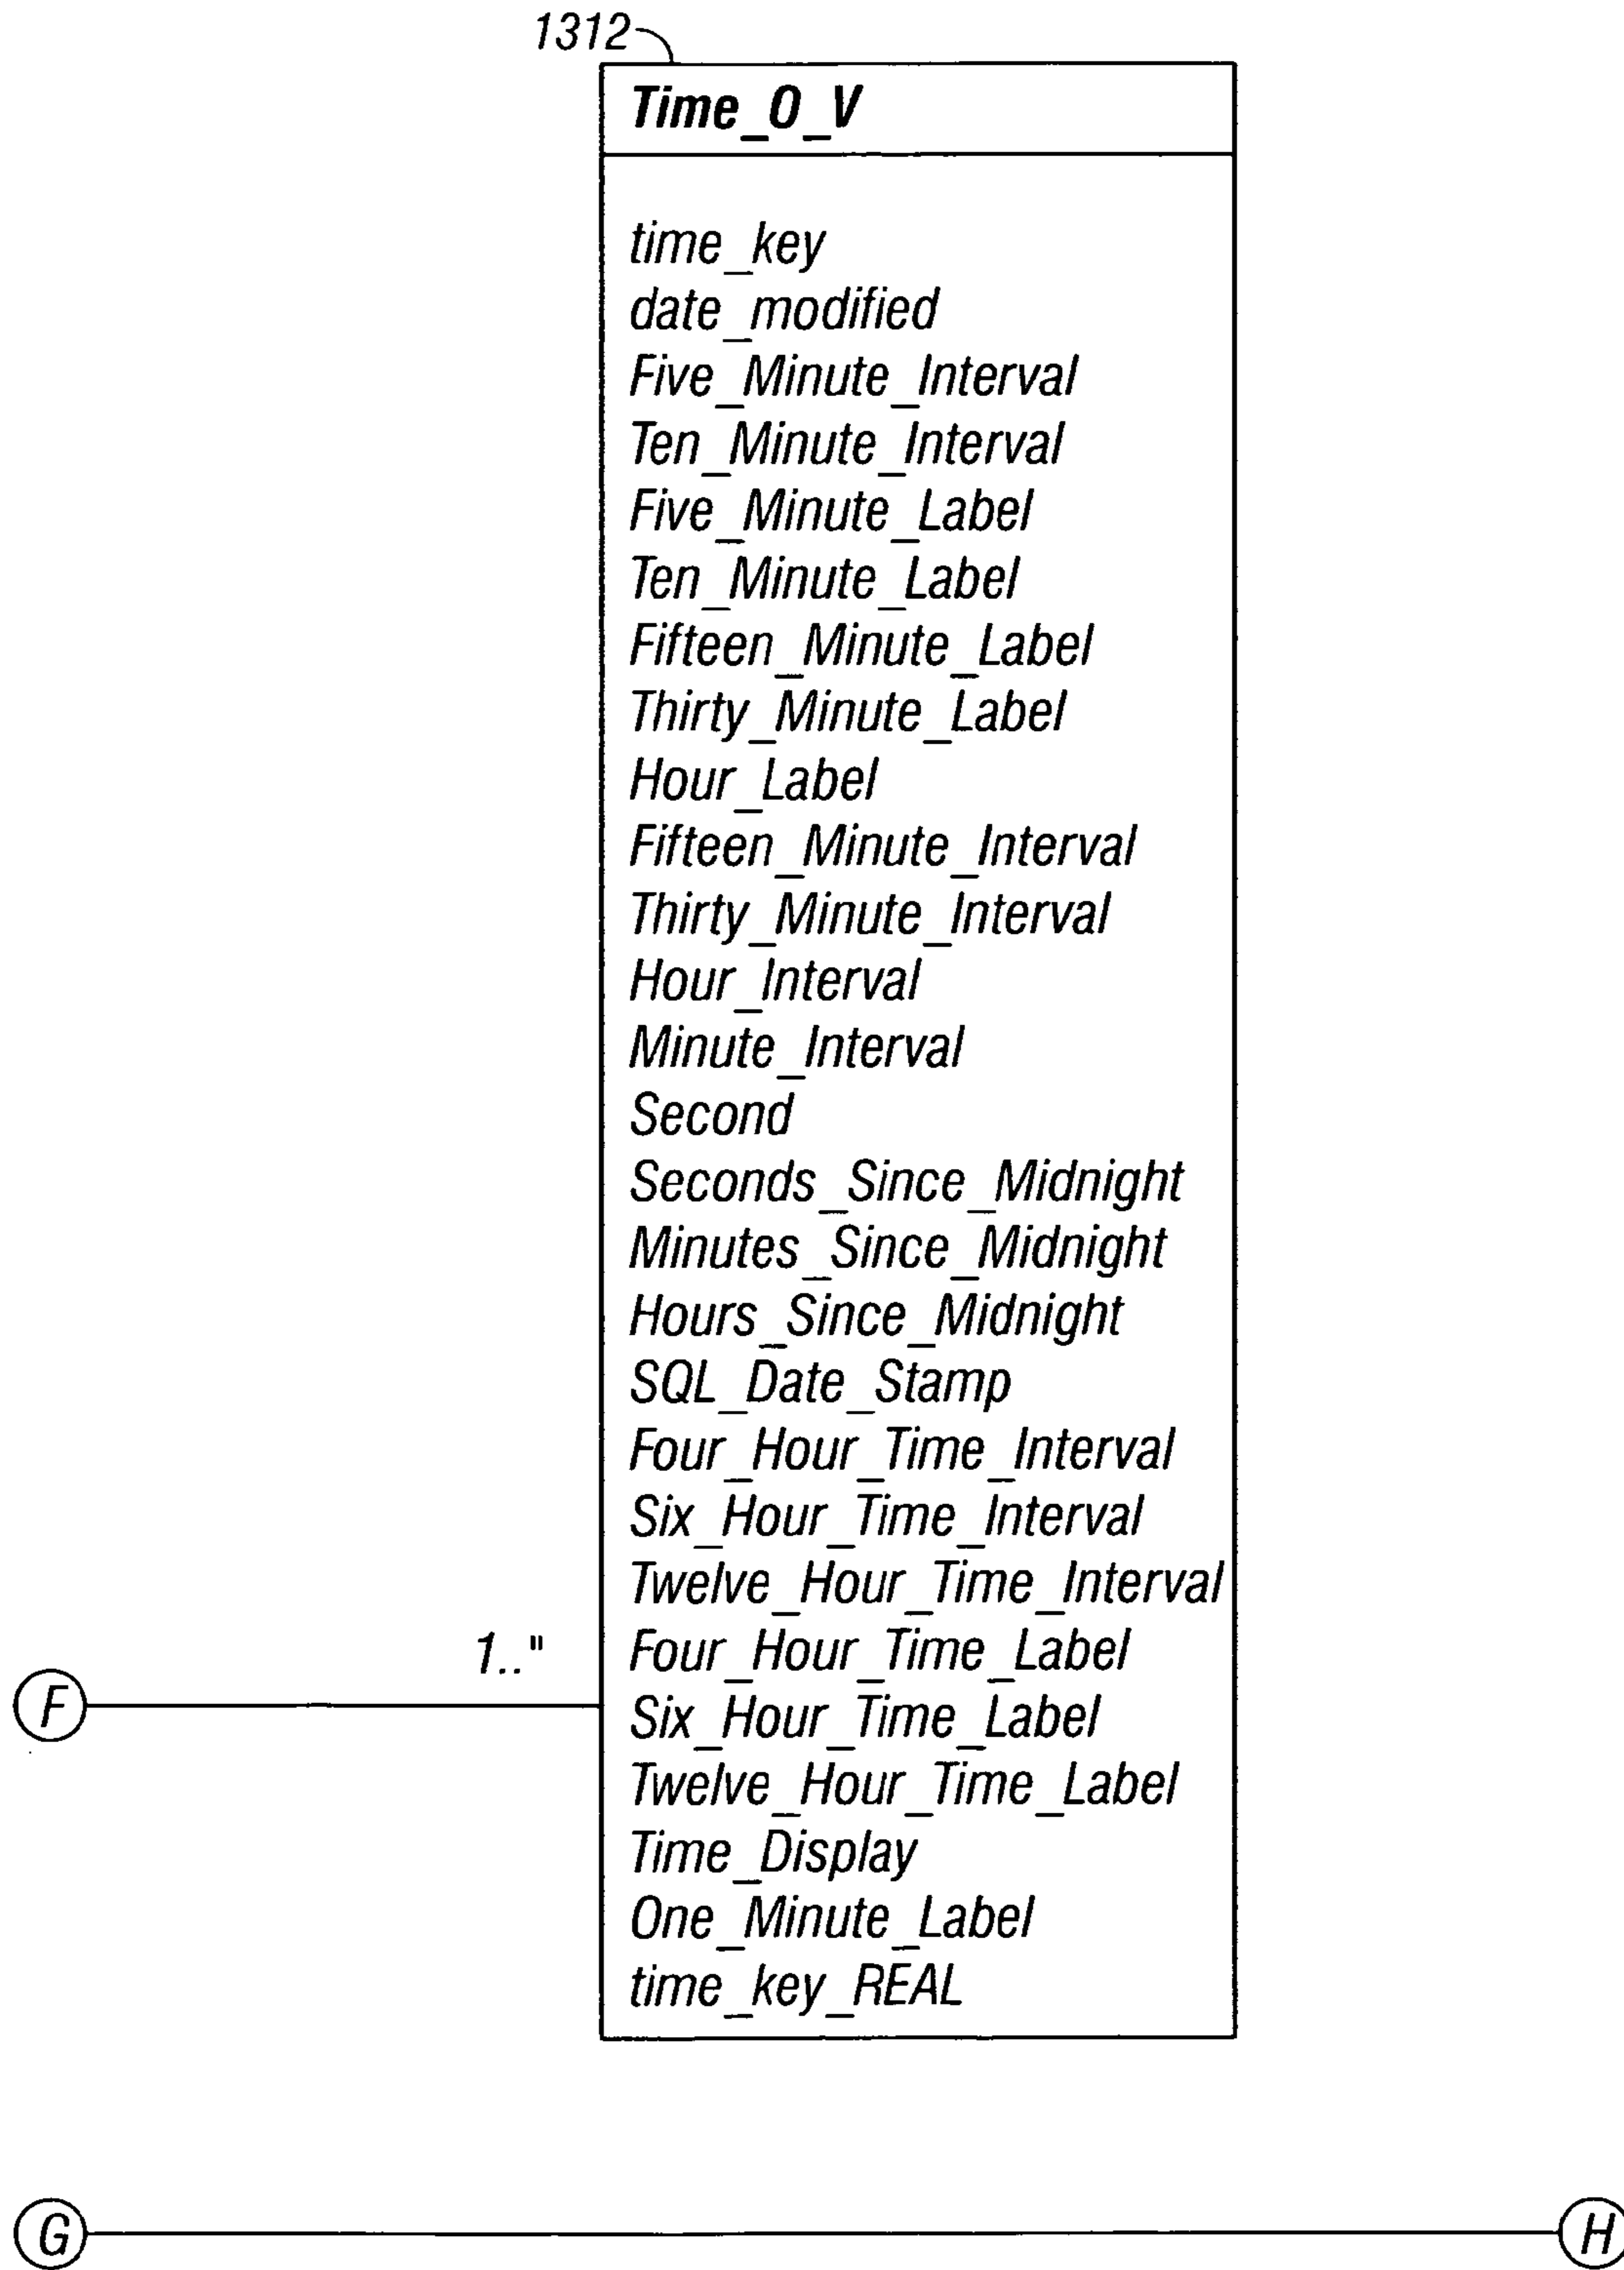 1312
Time_O_V
time_key
date_modified
Five_Minute_Interval
Ten_Minute_Interval
Five_Minute_Label
Ten_Minute_Label
Fifteen_Minute_Label
Thirty_Minute_Label
Hour_Label
Fifteen_Minute_Interval
Thirty_Minute_Interval
Hour_Interval
Minute_Interval
Second
Seconds_Since_Midnight
Minutes_Since_Midnight
Hours_Since_Midnight
SQL_Date_Stamp
Four_Hour_Time_Interval
Six_Hour_Time_Interval
Twelve_Hour_Time_Interval
1.."
Four_Hour_Time_Label
F
Six_Hour_Time_Label
Twelve_Hour_Time_Label
Time_Display
One_Minute_Label
time_key_REAL
G
H